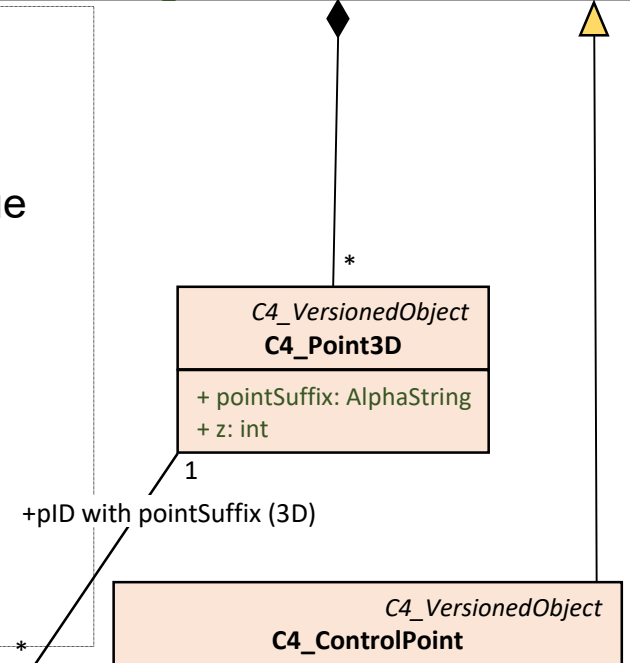 *
C4_VersionedObject
C4_Point3D
+ pointSuffix: AlphaString
+ z: int
1
+pID with pointSuffix (3D)
C4_VersionedObject
*
C4_ControlPoint